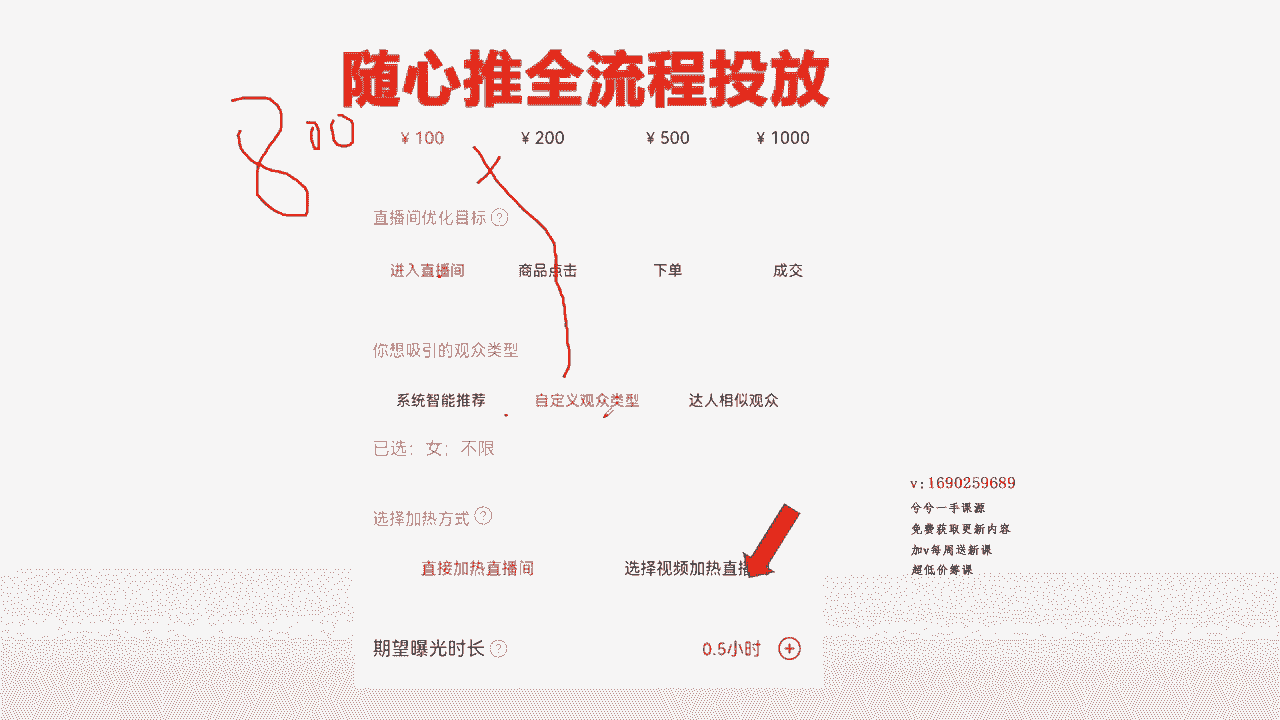 随心推全流程投放
800
¥ 100 ¥ 200 ¥ 500 ¥ 1000
直播间优化目标 ?
进入直播间 商品点击 下单 成交
你想吸引的观众类型
系统智能推荐 自定义观众类型 达人相似观众
已选：女；不限
v:1690259689
兮兮一手课源
选择加热方式 ?
免费获取更新内容
加v每周送新课
直接加热直播间 选择视频加热直播
超低价筹课
期望曝光时长 ? 0.5小时 +